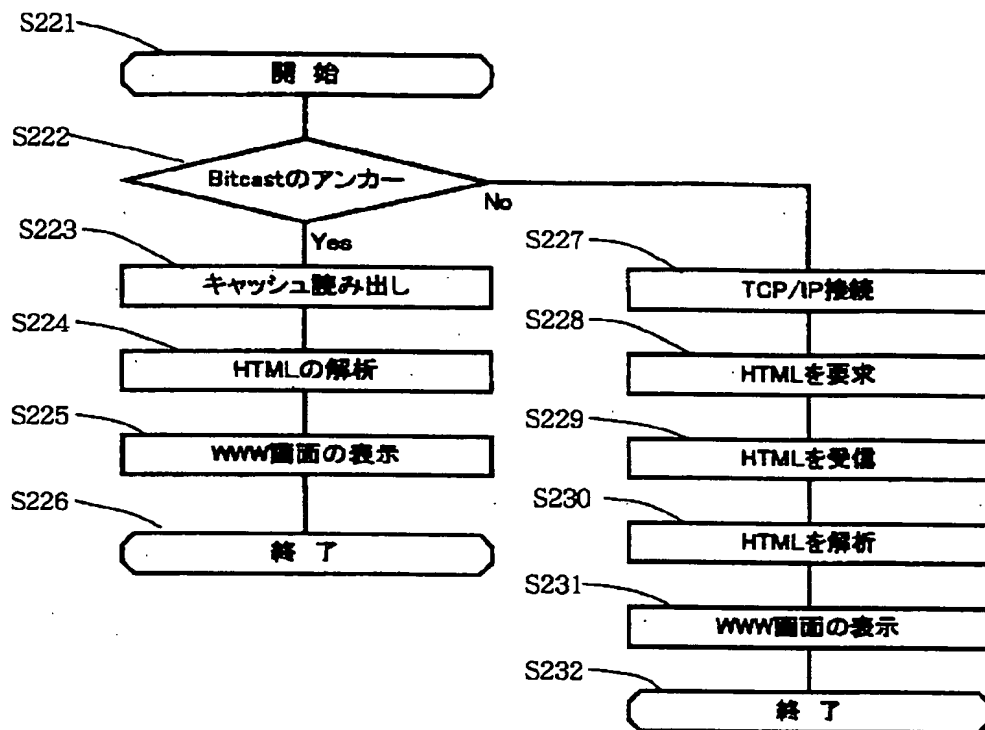 S221
開 始
S222
Bitcastのアンカー
No
Yes
S223
キャッシュ読み出し
S224
HTMLの解析
S225
WWW画面の表示
S226
終 了
S227
TCP/IP接続
S228
HTMLを要求
S229
HTMLを受信
S230
HTMLを解析
S231
WWW画面の表示
S232
終 了